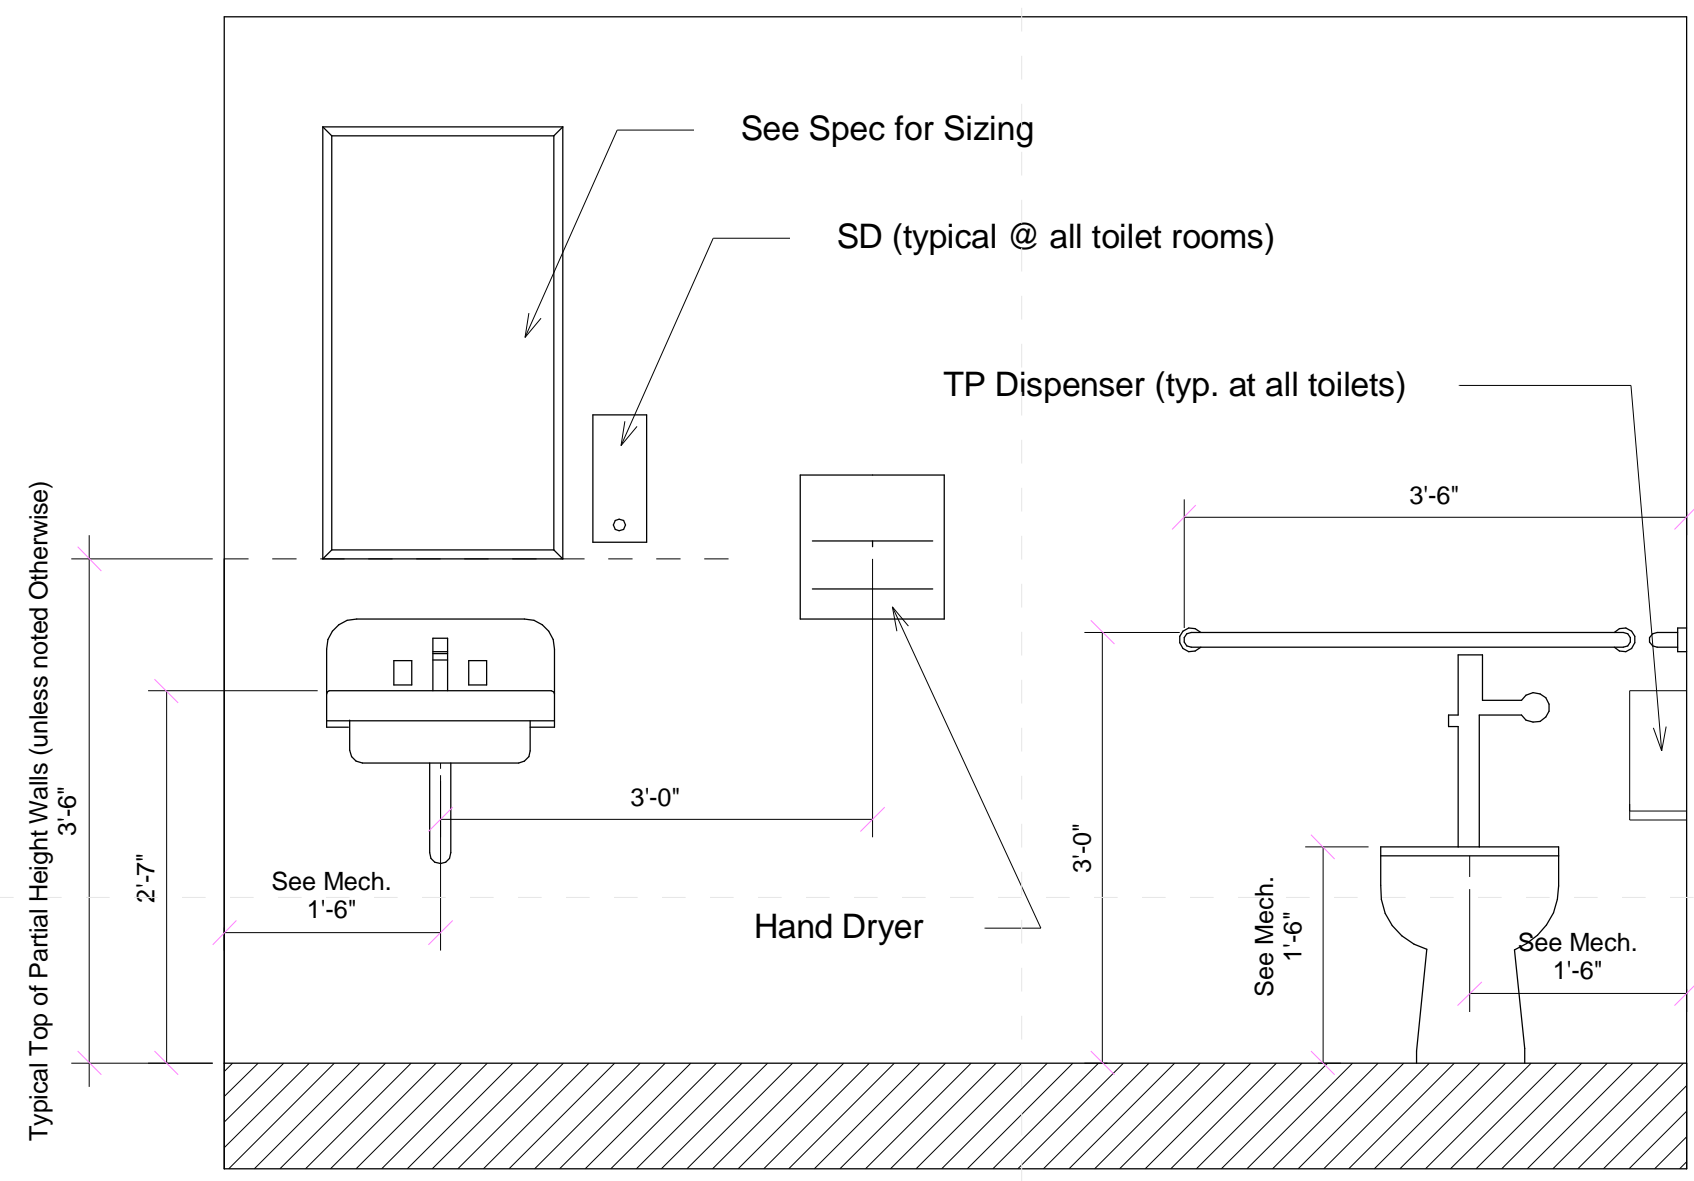 See Spec for Sizing
SD (typical @ all toilet rooms)
TP Dispenser (typ. at all toilets)
3'-6"
Typical Top of Partial Height Walls (unless noted Otherwise)
3'-6"
2'-7"
See Mech.
1'-6"
3'-0"
Hand Dryer
3'-0"
See Mech.
1'-6"
See Mech.
1'-6"